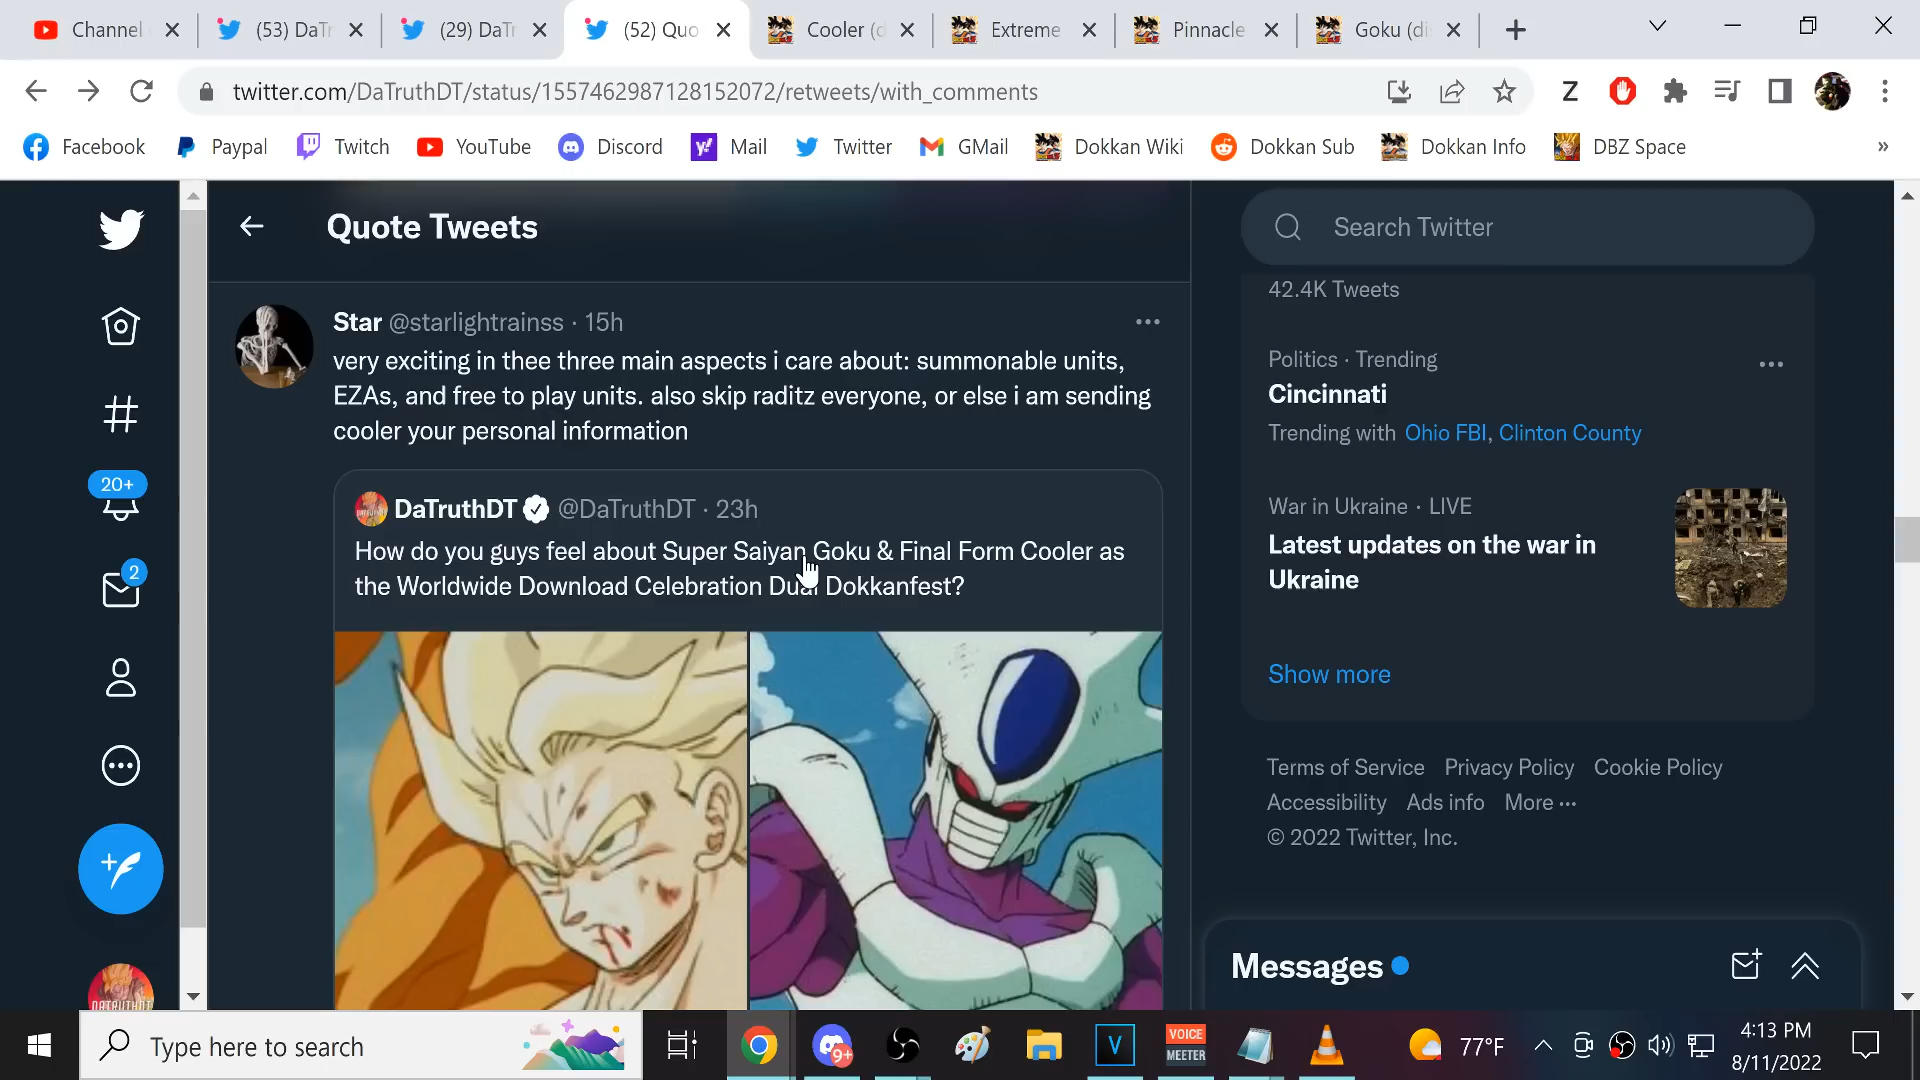 Channel
(53) DaTr
(29) DaTr
(52) Quo
Cooler (d
Extreme
Pinnacle
Goku (di
twitter.com/DaTruthDT/status/1557462987128152072/retweets/with_comments
Z
Facebook
Paypal
Twitch
YouTube
Discord
Mail
Twitter
GMail
Dokkan Wiki
Dokkan Sub
Dokkan Info
DBZ Space
»
Quote Tweets
Search Twitter
42.4K Tweets
Star @starlightrainss · 15h
very exciting in thee three main aspects i care about: summonable units,
EZAs, and free to play units. also skip raditz everyone, or else i am sending
cooler your personal information
DaTruthDT @DaTruthDT · 23h
How do you guys feel about Super Saiyan Goku & Final Form Cooler as
the Worldwide Download Celebration Dual Dokkanfest?
20+
2
Politics · Trending
Cincinnati
Trending with Ohio FBI, Clinton County
War in Ukraine · LIVE
Latest updates on the war in
Ukraine
Show more
Terms of Service Privacy Policy Cookie Policy
Accessibility Ads info More ···
© 2022 Twitter, Inc.
Messages
DATRUTHDT
Type here to search
9+
V
VOICE
MEETER
77°F
4:13 PM
8/11/2022